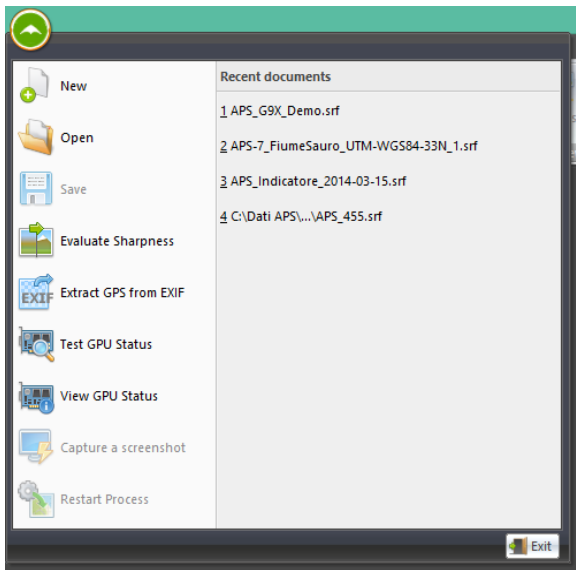 New
Open
Save
Evaluate Sharpness
EXIF
Extract GPS from EXIF
Test GPU Status
View GPU Status
Capture a screenshot
Restart Process
Recent documents
1 APS_G9X_Demo.srf
2 APS-7_FiumeSauro_UTM-WGS84-33N_1.srf
3 APS_Indicatore_2014-03-15.srf
4 C:\Dati APS\...\APS_455.srf
Exit